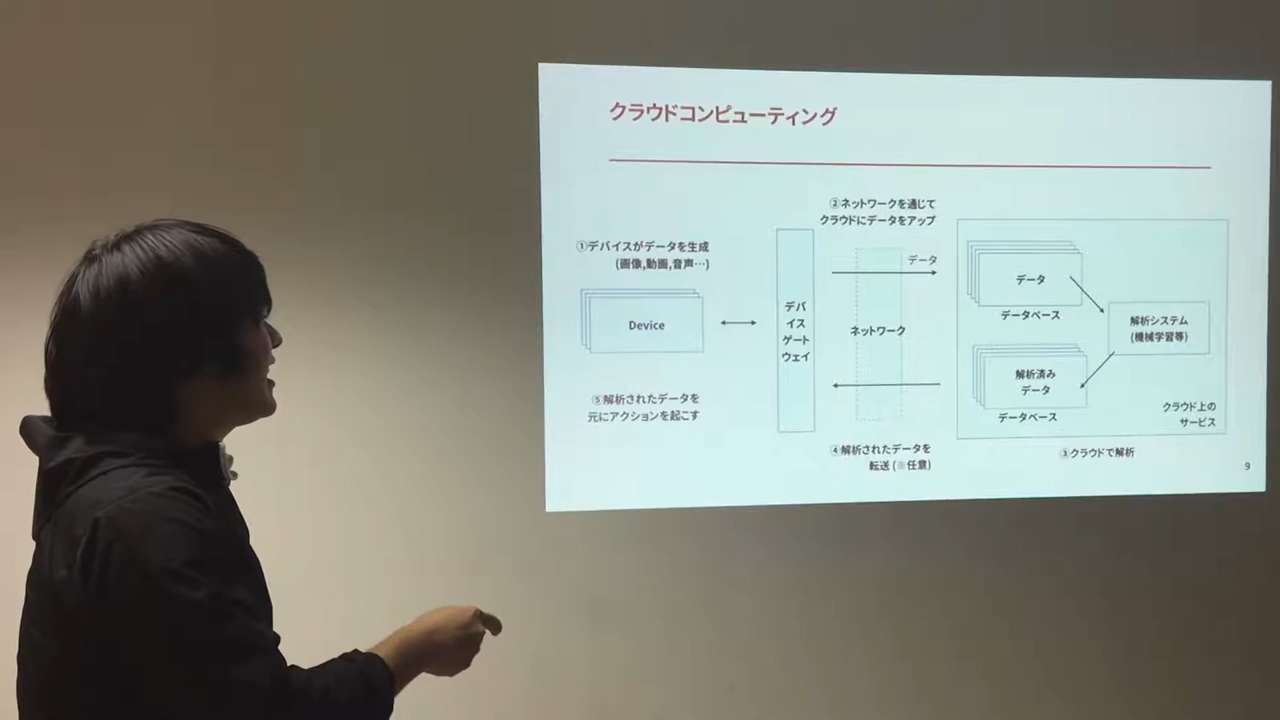 クラウドコンピューティング
①デバイスがデータを生成
(画像,動画,音声…)
Device
⑤解析されたデータを
元にアクションを起こす
デバ
イス
ゲート
ウェイ
②ネットワークを通じて
クラウドにデータをアップ
データ
ネットワーク
④解析されたデータを
転送 (※任意)
データ
データベース
解析システム
(機械学習等)
解析済み
データ
データベース
クラウド上の
サービス
③クラウドで解析
9